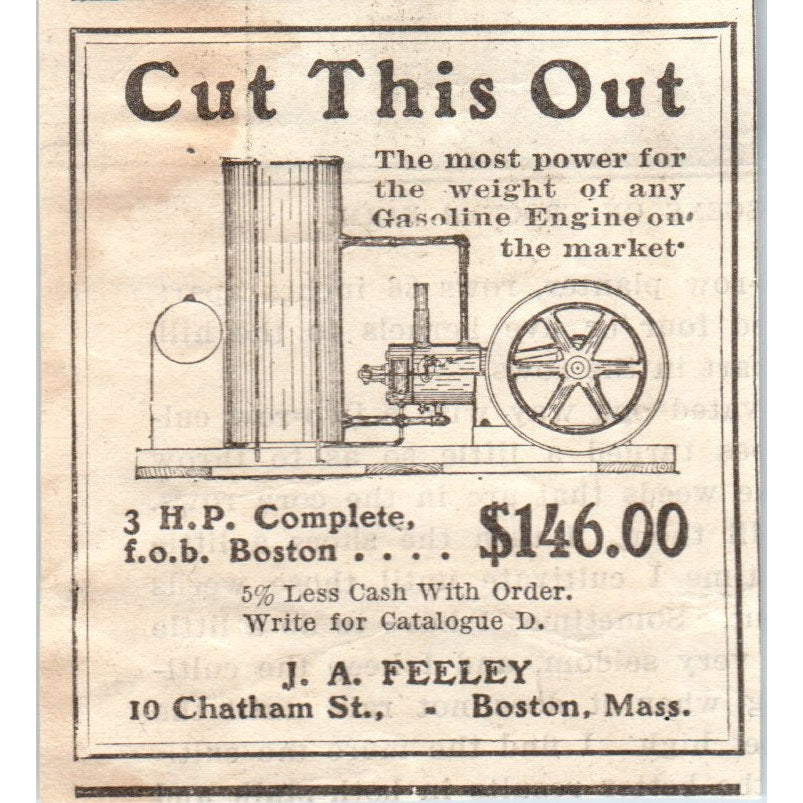 Cut This Out
The most power for
the weight of any
Gasoline Engine on
the market.
3 H.P. Complete,
f.o.b. Boston . . . . $146.00
5% Less Cash With Order.
Write for Catalogue D.
J. A. FEELEY
10 Chatham St., - Boston, Mass.